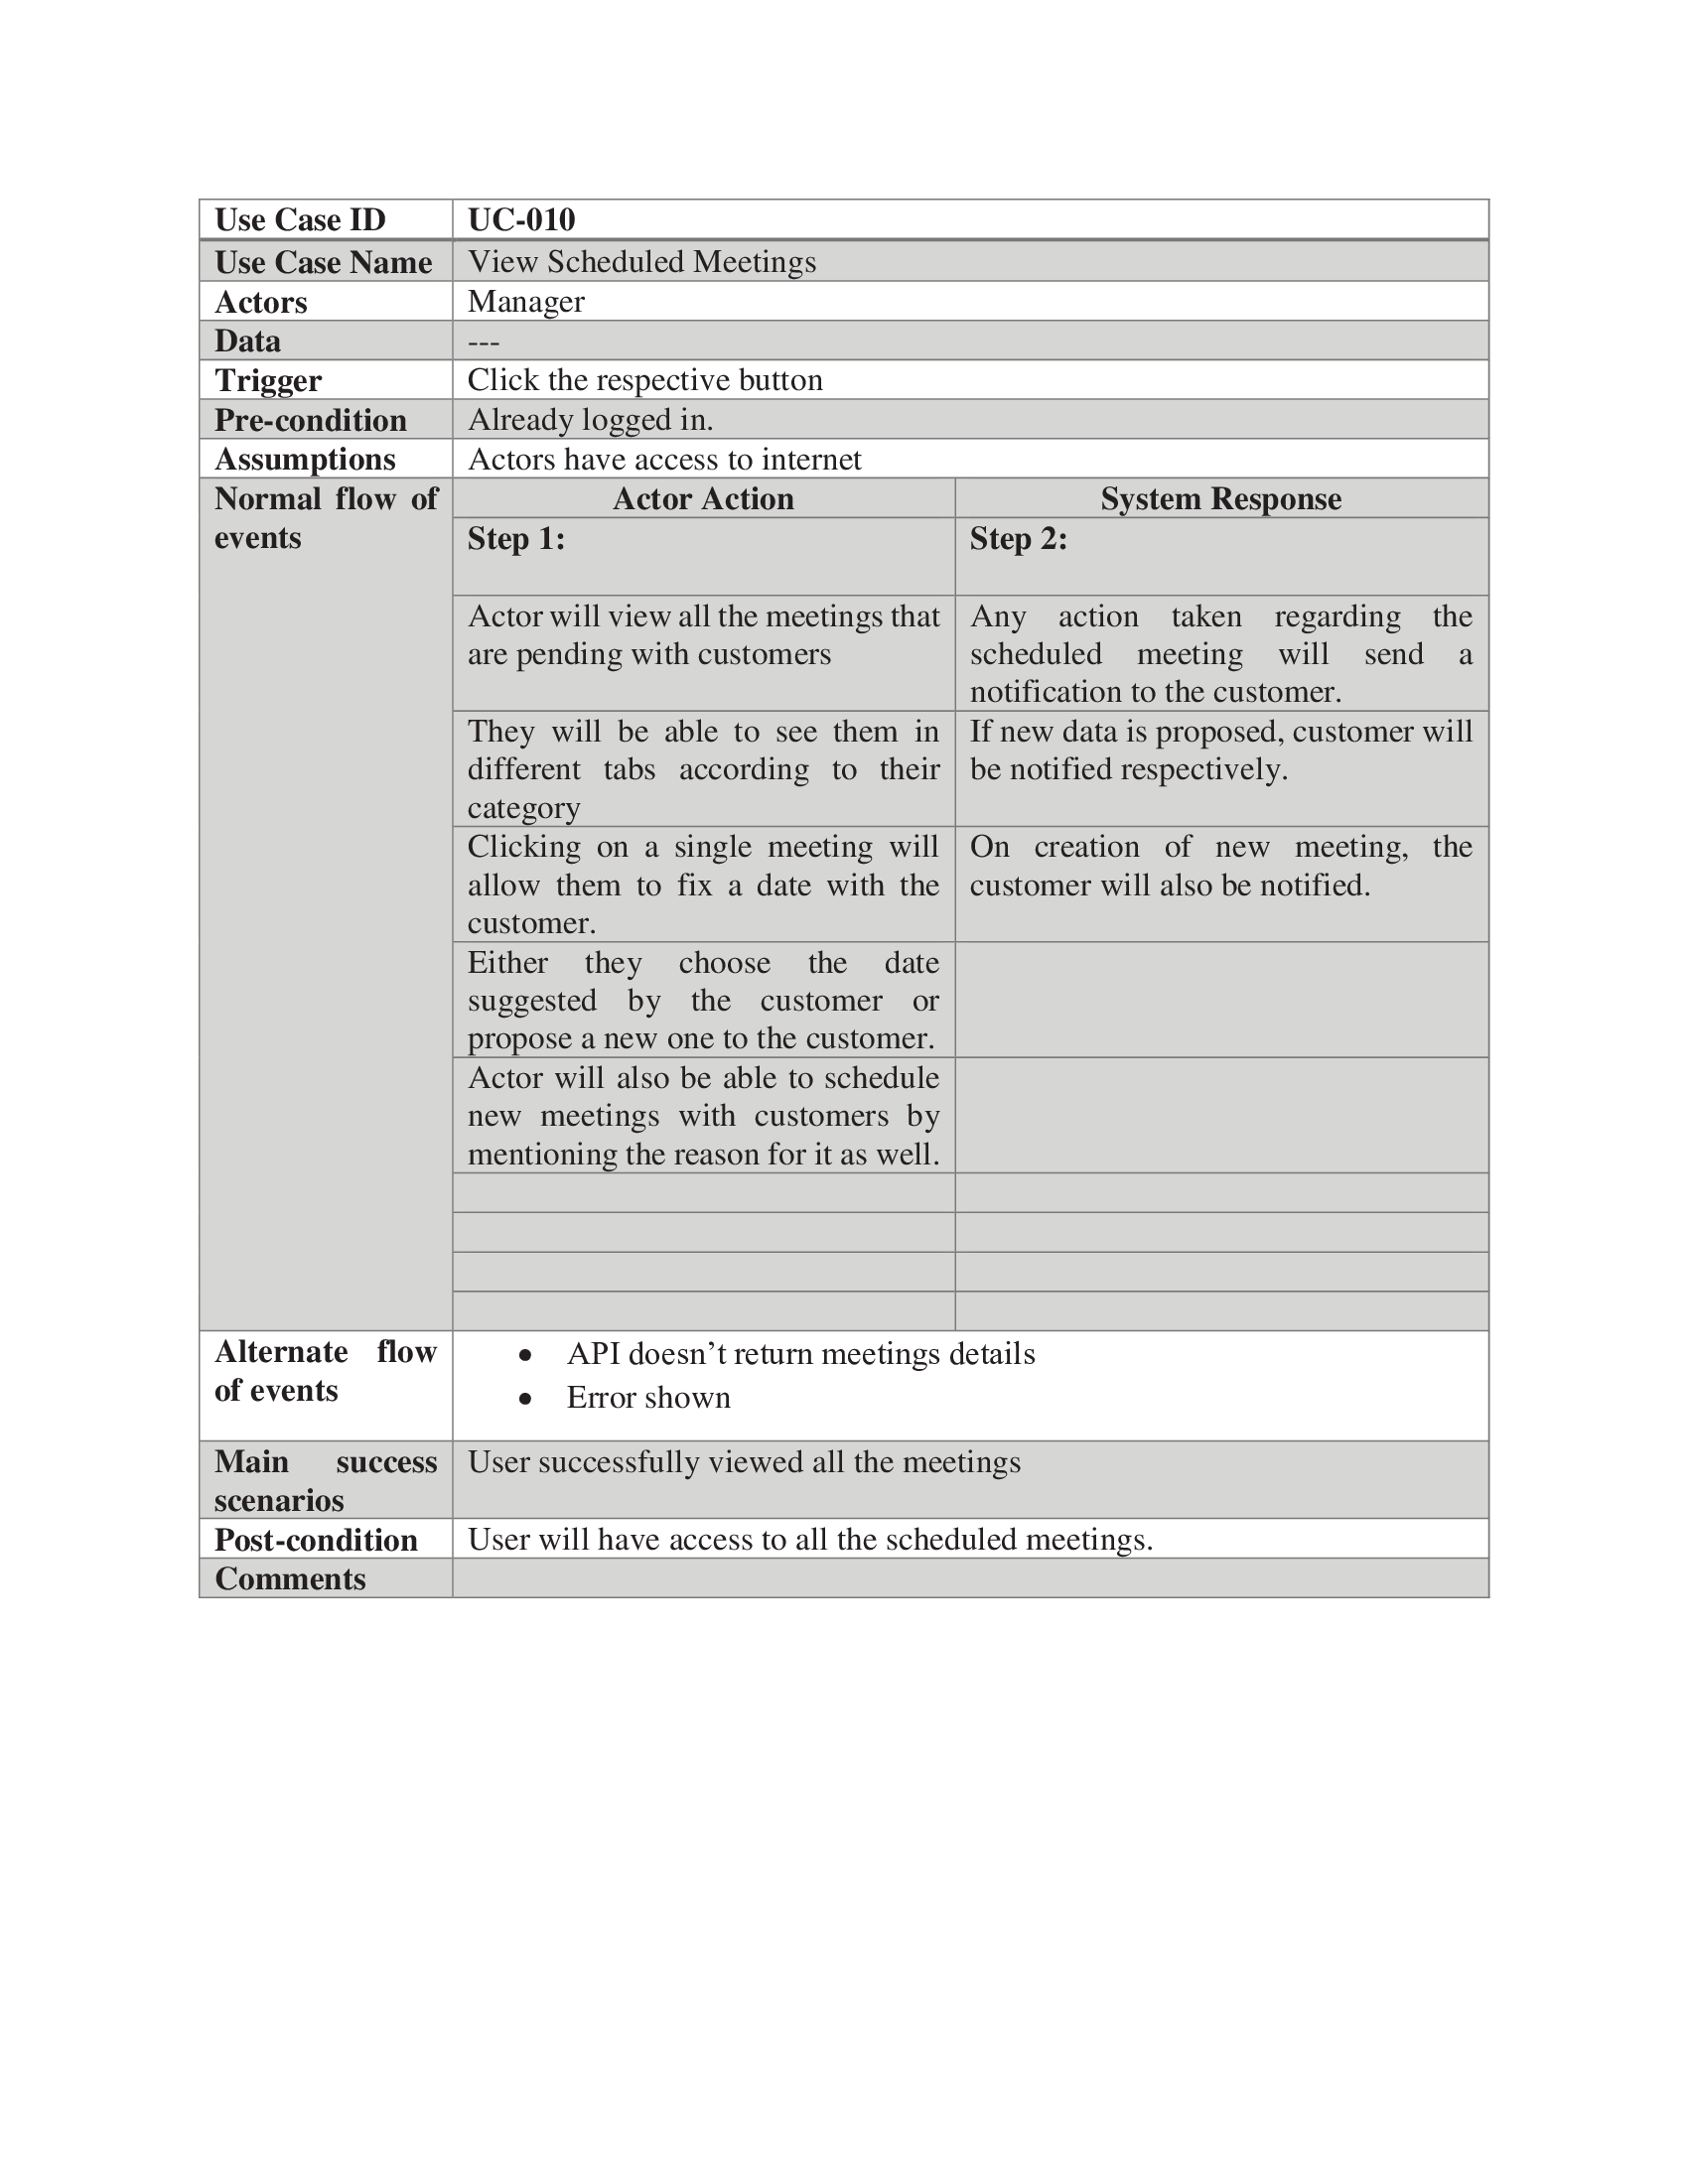 Use Case ID UC-010
Use Case Name View Scheduled Meetings
Actors Manager
Data ---
Trigger Click the respective button
Pre-condition Already logged in.
Assumptions Actors have access to internet
Normal flow of events
Actor Action System Response
Step 1: Step 2:
Actor will view all the meetings that
are pending with customers
Any action taken regarding the
scheduled meeting will send a
notification to the customer.
They will be able to see them in
different tabs according to their
category
If new data is proposed, customer will
be notified respectively.
Clicking on a single meeting will
allow them to fix a date with the
customer.
On creation of new meeting, the
customer will also be notified.
Either they choose the date
suggested by the customer or
propose a new one to the customer.
Actor will also be able to schedule
new meetings with customers by
mentioning the reason for it as well.
Alternate flow
of events
• API doesn’t return meetings details
• Error shown
Main success
scenarios
User successfully viewed all the meetings
Post-condition User will have access to all the scheduled meetings.
Comments